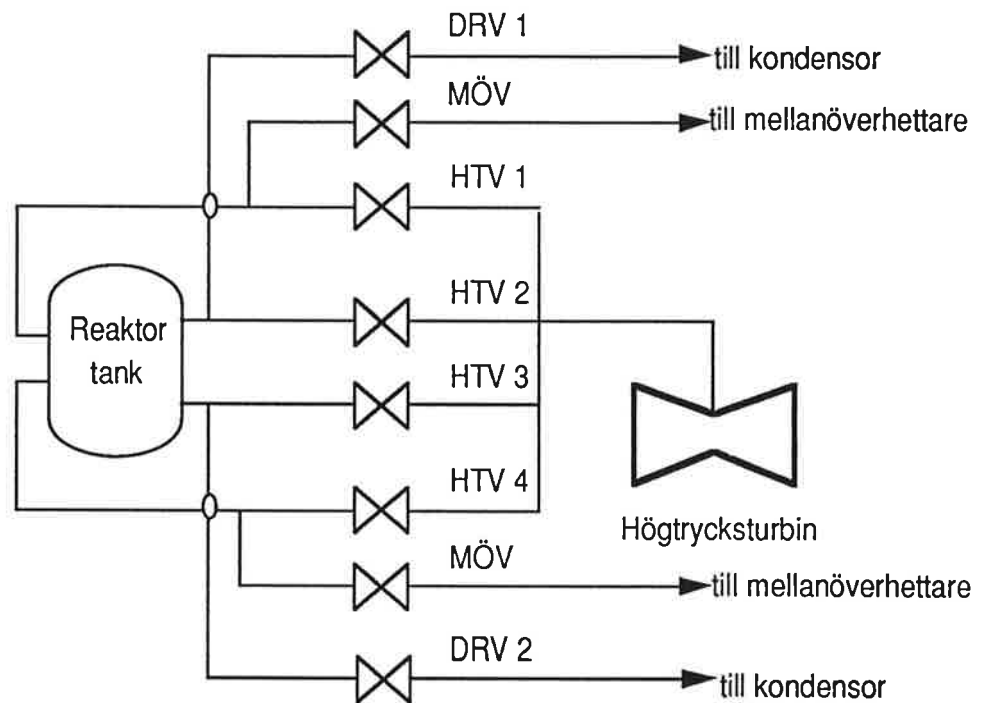 DRV 1
till kondensor
MÖV
till mellanöverhettare
HTV 1
HTV 2
Reaktor
tank
HTV 3
HTV 4
Högtrycksturbin
MÖV
till mellanöverhettare
DRV 2
till kondensor